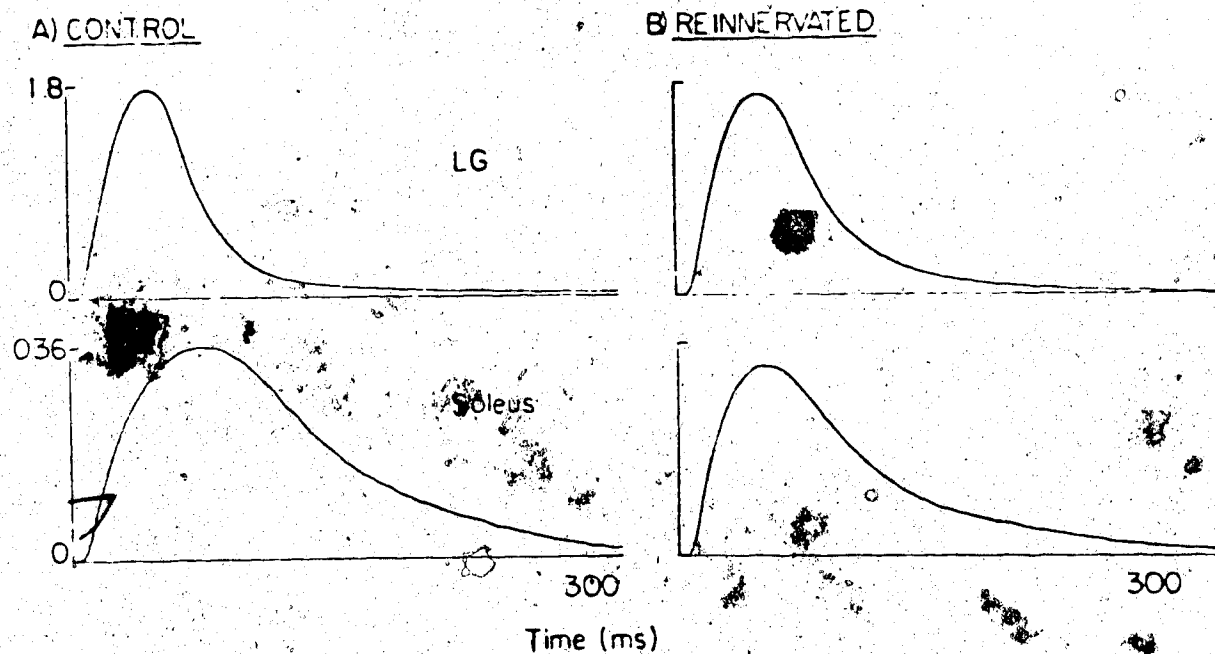 A) CONTROL
B) REINNERVATED
1.8
LG
0
036
Soleus
0
300
300
Time (ms)